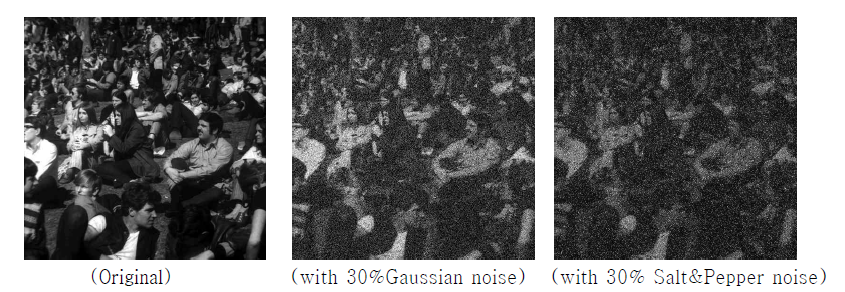 (Original)
(with 30%Gaussian noise)
(with 30% Salt&Pepper noise)